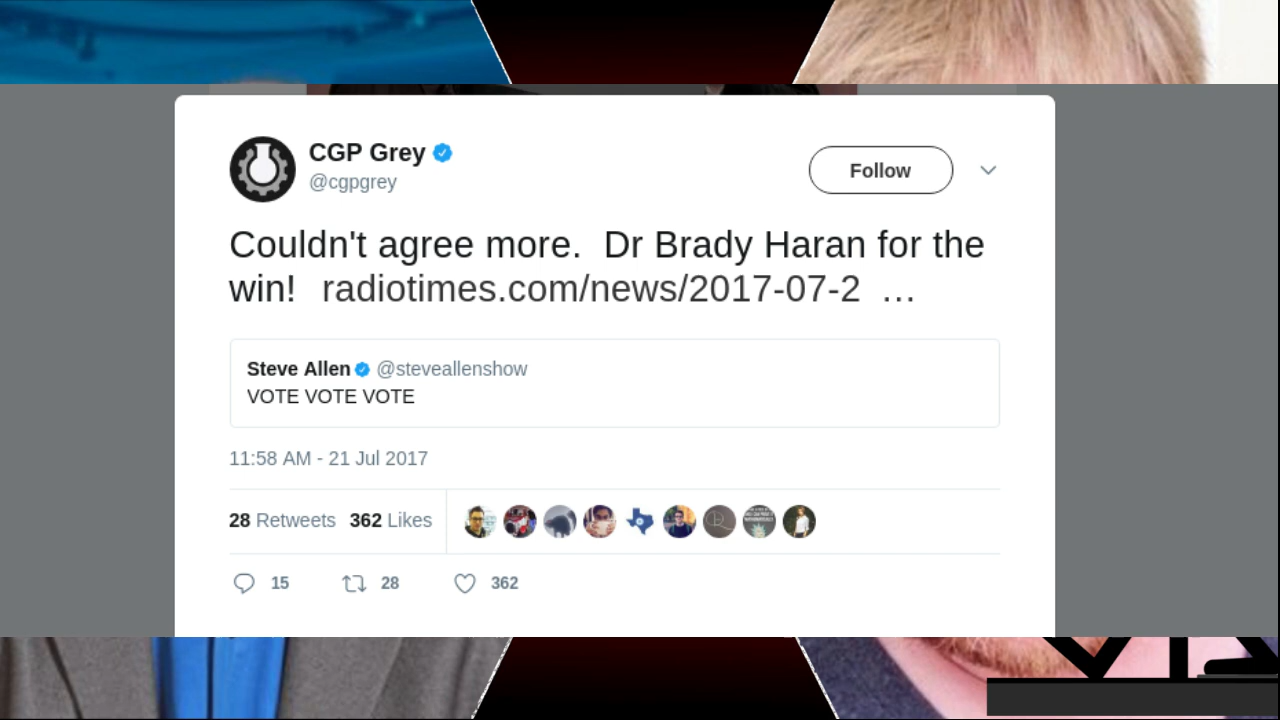 CGP Grey
@cgpgrey
Follow
Couldn't agree more.  Dr Brady Haran for the
win!  radiotimes.com/news/2017-07-2  …
Steve Allen @steveallenshow
VOTE VOTE VOTE
11:58 AM - 21 Jul 2017
28 Retweets 362 Likes
15 28 362